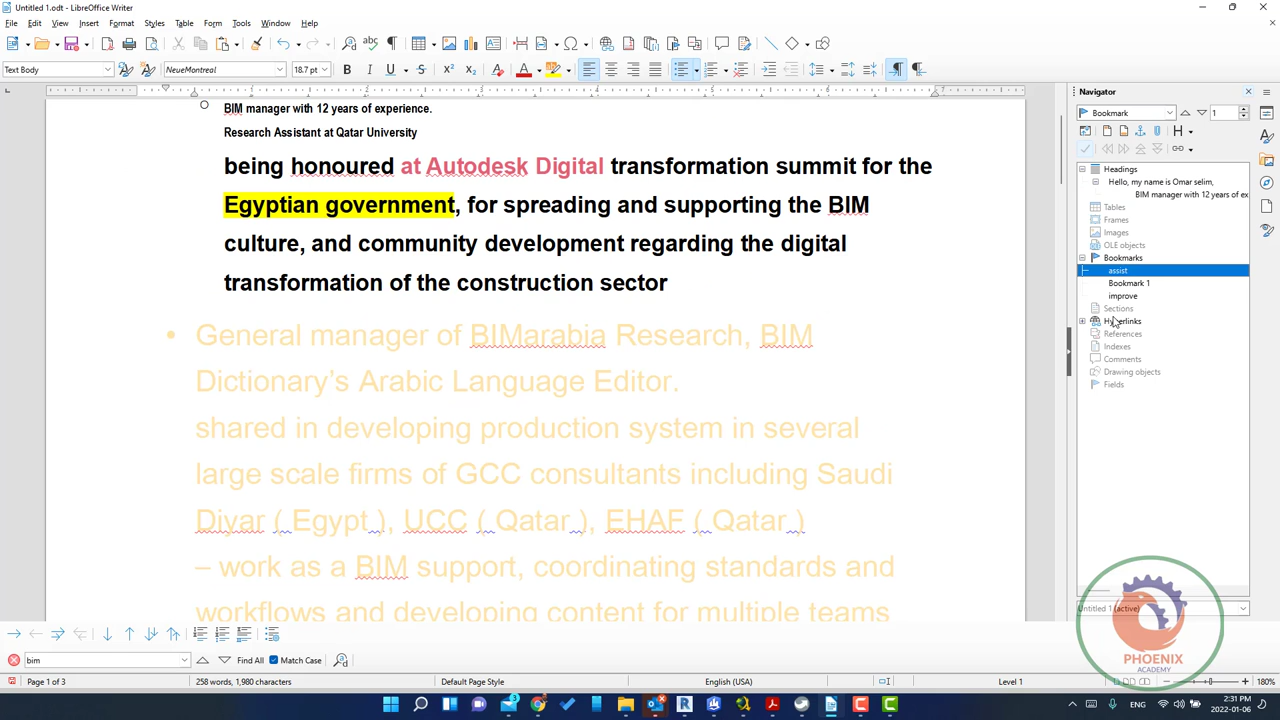 Untitled 1.odt - LibreOffice Writer
File Edit View Insert Format Styles Table Form Tools Window Help
Text Body NeueMontreal 18.7 pt
BIM manager with 12 years of experience.
Research Assistant at Qatar University
being honoured at Autodesk Digital transformation summit for the
Egyptian government, for spreading and supporting the BIM
culture, and community development regarding the digital
transformation of the construction sector
• General manager of BIMarabia Research, BIM
Dictionary’s Arabic Language Editor.
shared in developing production system in several
large scale firms of GCC consultants including Saudi
Diyar ( Egypt ), UCC ( Qatar ), EHAF ( Qatar )
– work as a BIM support, coordinating standards and
workflows and developing content for multiple teams
Navigator
Bookmark 1
Headings
Hello, my name is Omar selim,
BIM manager with 12 years of ex
Tables
Frames
Images
OLE objects
Bookmarks
assist
Bookmark 1
improve
Sections
Hyperlinks
References
Indexes
Comments
Drawing objects
Fields
Untitled 1 (active)
PHOENIX
ACADEMY
bim Find All Match Case
Page 1 of 3 258 words, 1,980 characters Default Page Style English (USA) Level 1 180%
3
2:31 PM
2022-01-06